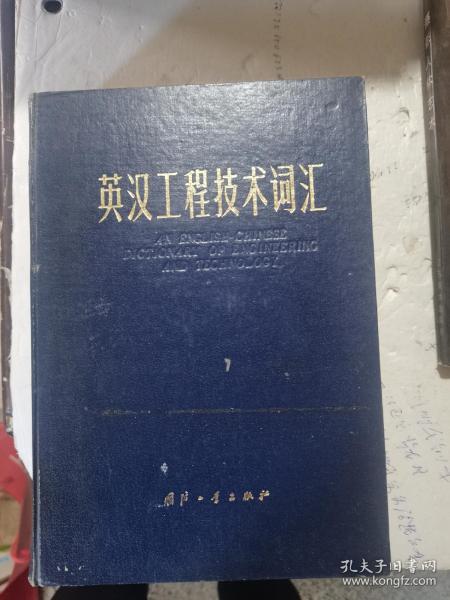 英汉工程技术词汇
AN ENGLISH-CHINESE
DICTIONARY OF ENGINEERING
AND TECHNOLOGY
国防工业出版社
孔夫子旧书网
www.kongfz.com